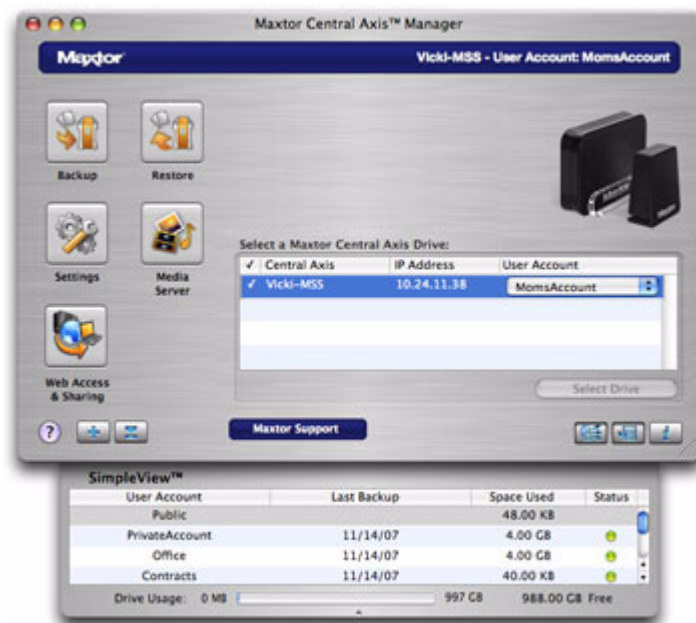 Maxtor Central Axis™ Manager
Maxtor
Vicki-MSS - User Account: MomsAccount
Backup
Restore
Settings
Media
Server
Web Access
& Sharing
Maxtor
Select a Maxtor Central Axis Drive:
✓ Central Axis IP Address User Account
✓ Vicki-MSS 10.24.11.38 MomsAccount
Select Drive
? Maxtor Support i
SimpleView™
User Account Last Backup Space Used Status
Public 48.00 KB
PrivateAccount 11/14/07 4.00 GB
Office 11/14/07 4.00 GB
Contracts 11/14/07 40.00 KB
Drive Usage: 0 MB 997 GB 988.00 GB Free